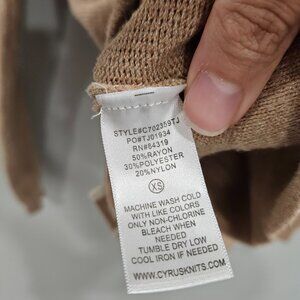 STYLE#C702359TJ
PO#TJ01934
RN#84319
50%RAYON
30%POLYESTER
20%NYLON
XS
MACHINE WASH COLD
WITH LIKE COLORS
ONLY NON-CHLORINE
BLEACH WHEN
NEEDED
TUMBLE DRY LOW
COOL IRON IF NEEDED
WWW.CYRUSKNITS.COM